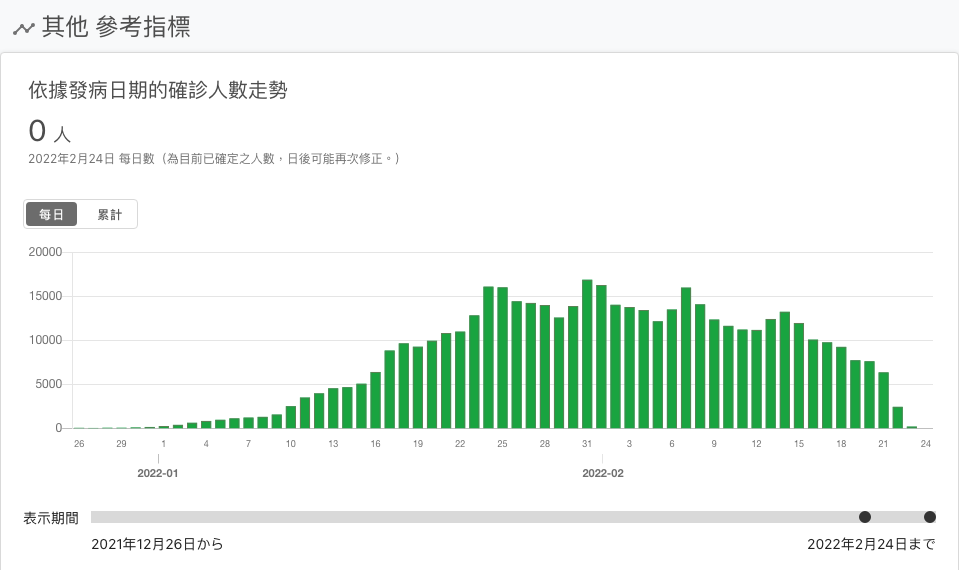 其他 參考指標
依據發病日期的確診人數走勢
0 人
2022年2月24日 每日數（為目前已確定之人數，日後可能再次修正。）
每日 累計
20000
15000
10000
5000
0
26 29 1 4 7 10 13 16 19 22 25 28 31 3 6 9 12 15 18 21 24
2022-01 2022-02
表示期間
2021年12月26日から 2022年2月24日まで